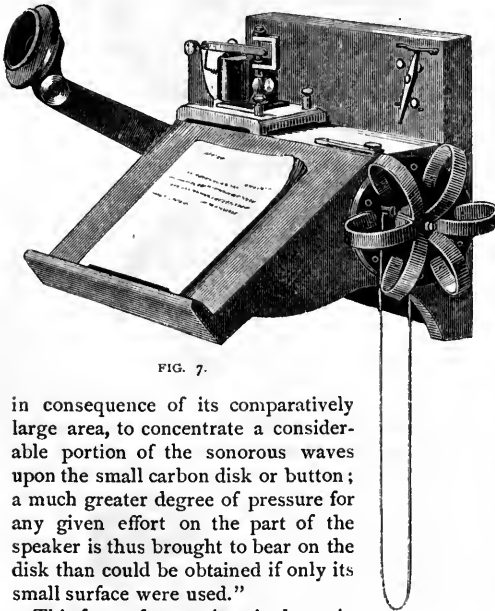 FIG. 7.
in consequence of its comparatively
large area, to concentrate a consider-
able portion of the sonorous waves
upon the small carbon disk or button;
a much greater degree of pressure for
any given effort on the part of the
speaker is thus brought to bear on the
disk than could be obtained if only its
small surface were used."